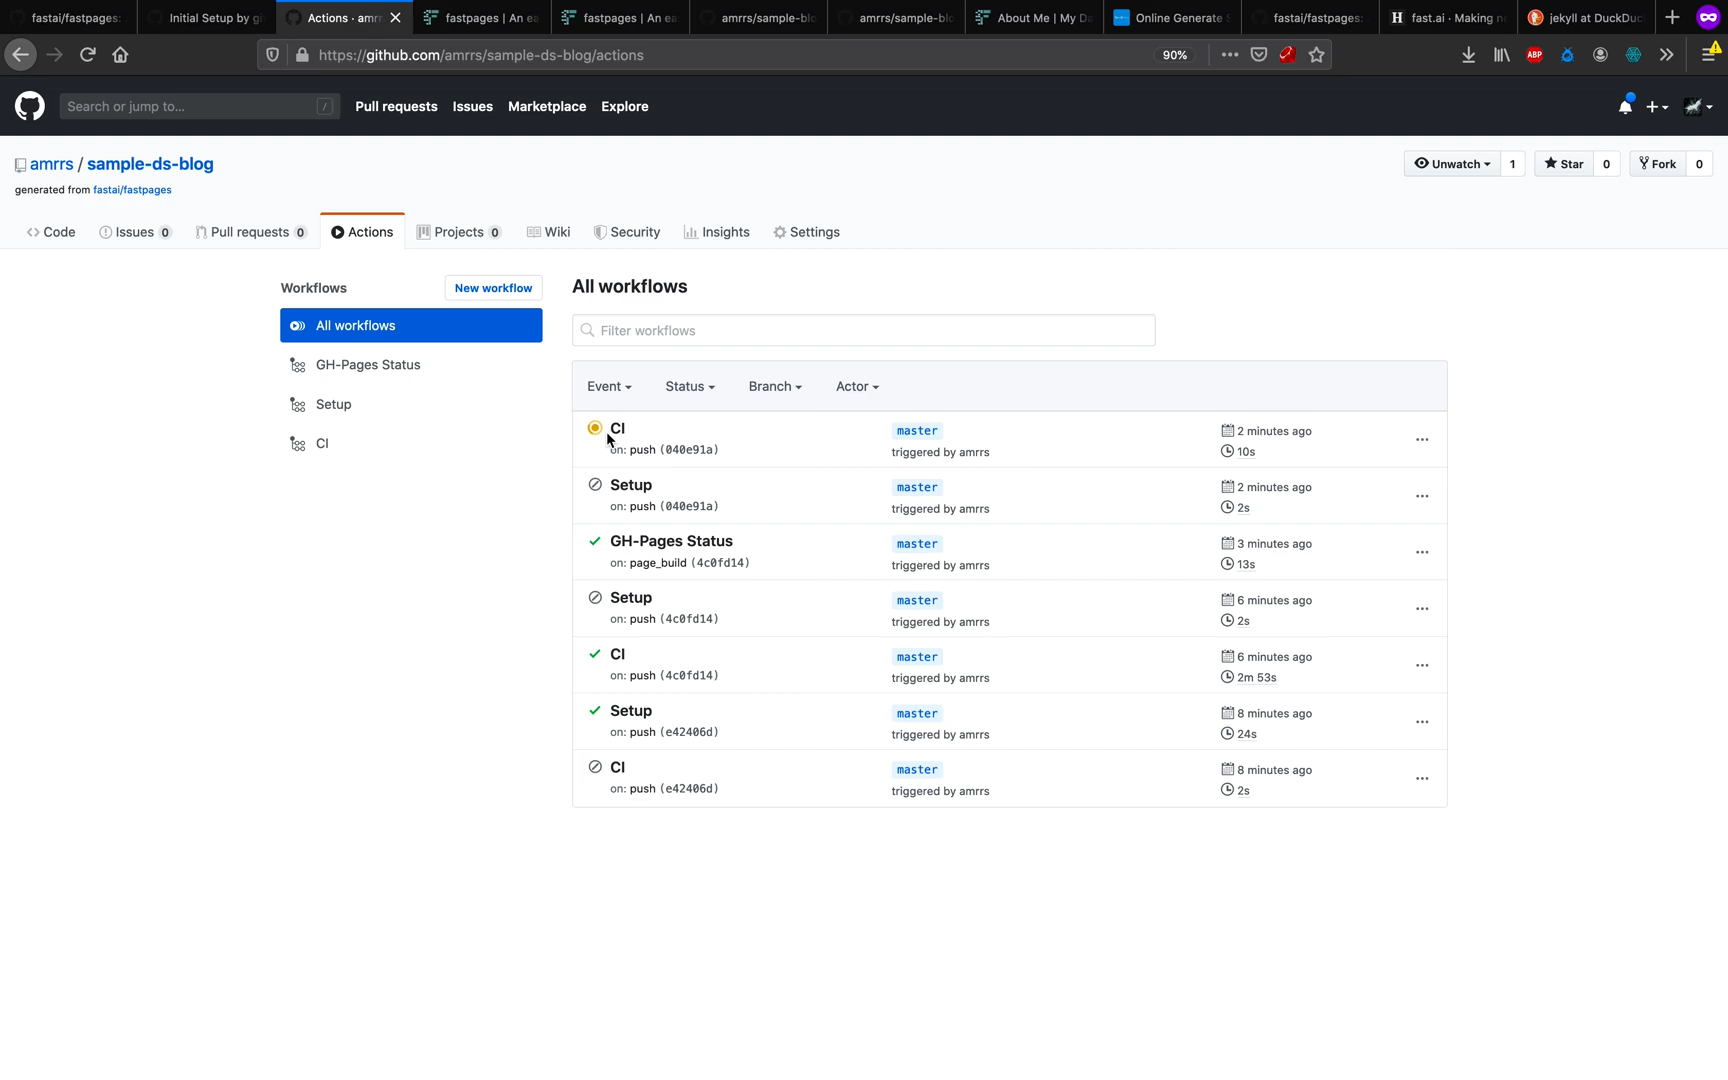 fastai/fastpages:
Initial Setup by gi
Actions · amrr
fastpages | An ea
fastpages | An ea
amrrs/sample-blo
amrrs/sample-blo
About Me | My Da
Online Generate S
fastai/fastpages:
H fast.ai · Making n
jekyll at DuckDuc
https://github.com/amrrs/sample-ds-blog/actions
90%
ABP
Search or jump to...
/
Pull requests
Issues
Marketplace
Explore
amrrs / sample-ds-blog
Unwatch
1
Star
0
Fork
0
generated from fastai/fastpages
Code
Issues 0
Pull requests 0
Actions
Projects 0
Wiki
Security
Insights
Settings
Workflows
New workflow
All workflows
GH-Pages Status
Setup
CI
All workflows
Filter workflows
Event
Status
Branch
Actor
CI
on: push (040e91a)
master
triggered by amrrs
2 minutes ago
10s
Setup
on: push (040e91a)
master
triggered by amrrs
2 minutes ago
2s
GH-Pages Status
on: page_build (4c0fd14)
master
triggered by amrrs
3 minutes ago
13s
Setup
on: push (4c0fd14)
master
triggered by amrrs
6 minutes ago
2s
CI
on: push (4c0fd14)
master
triggered by amrrs
6 minutes ago
2m 53s
Setup
on: push (e42406d)
master
triggered by amrrs
8 minutes ago
24s
CI
on: push (e42406d)
master
triggered by amrrs
8 minutes ago
2s